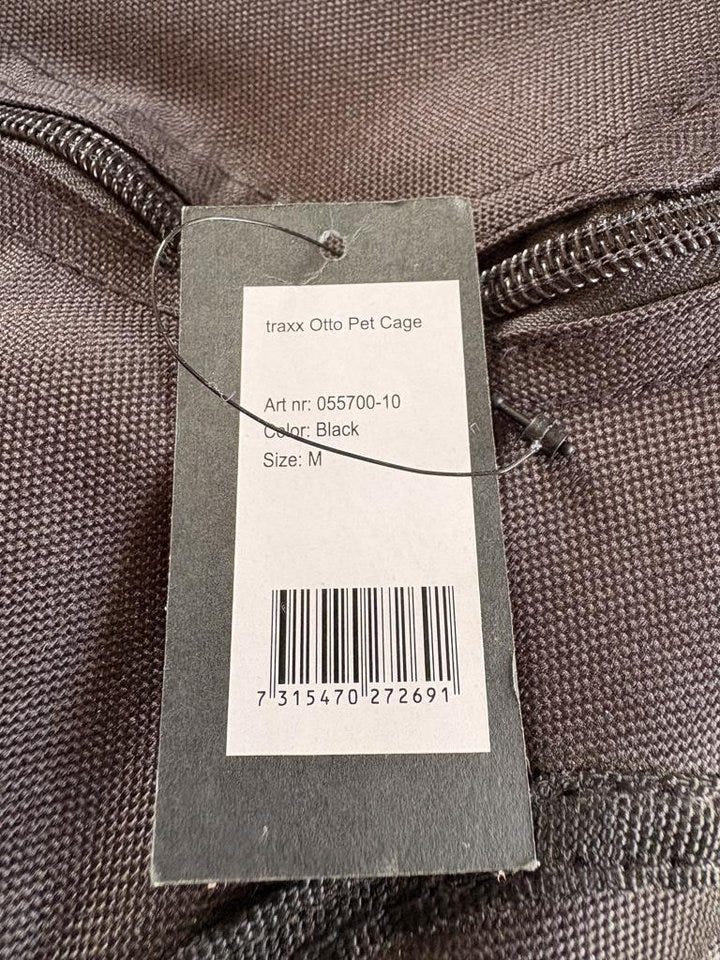 traxx Otto Pet Cage
Art nr: 055700-10
Color: Black
Size: M
7 315470 272691